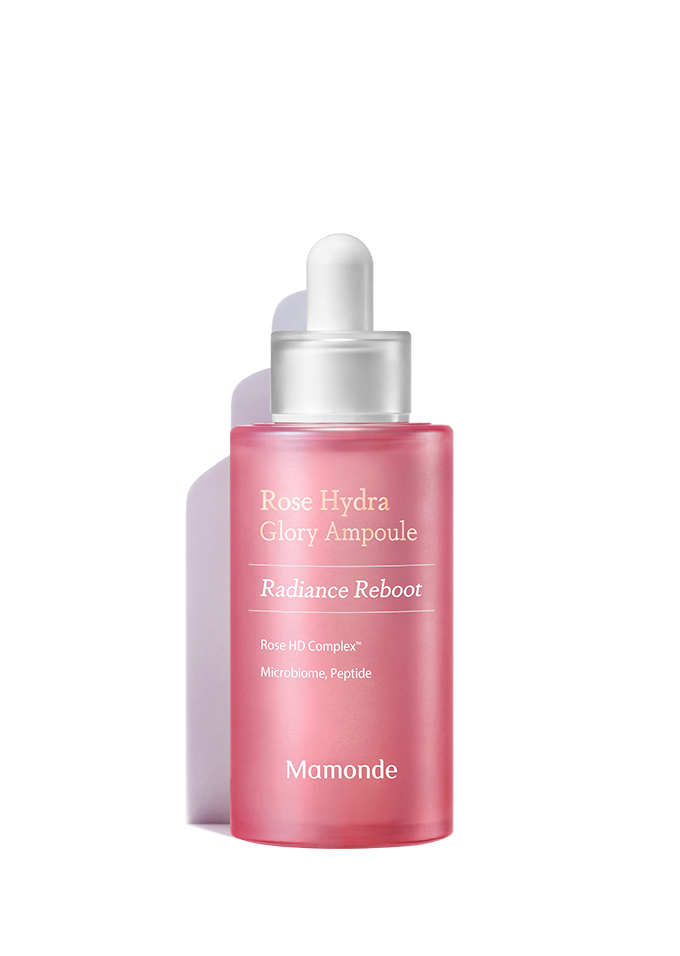 Rose Hydra
Glory Ampoule
Radiance Reboot
Rose HD Complex™
Microbiome, Peptide
Mamonde